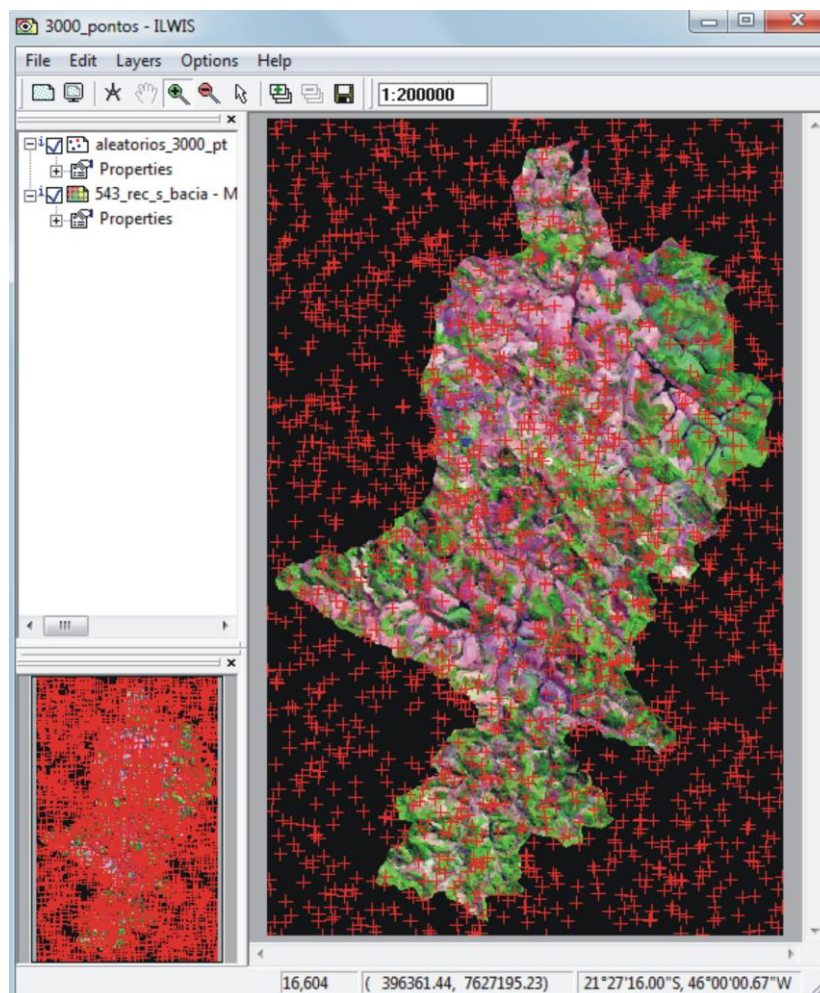 3000_pontos - ILWIS
File Edit Layers Options Help
1:200000
aleatorios_3000_pt
Properties
543_rec_s_bacia - M
Properties
16,604 ( 396361.44, 7627195.23) 21°27'16.00"S, 46°00'00.67"W